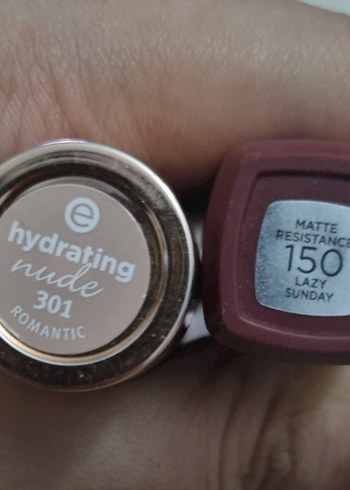 e
hydrating
nude
301
ROMANTIC
MATTE
RESISTANCE
150
LAZY
SUNDAY